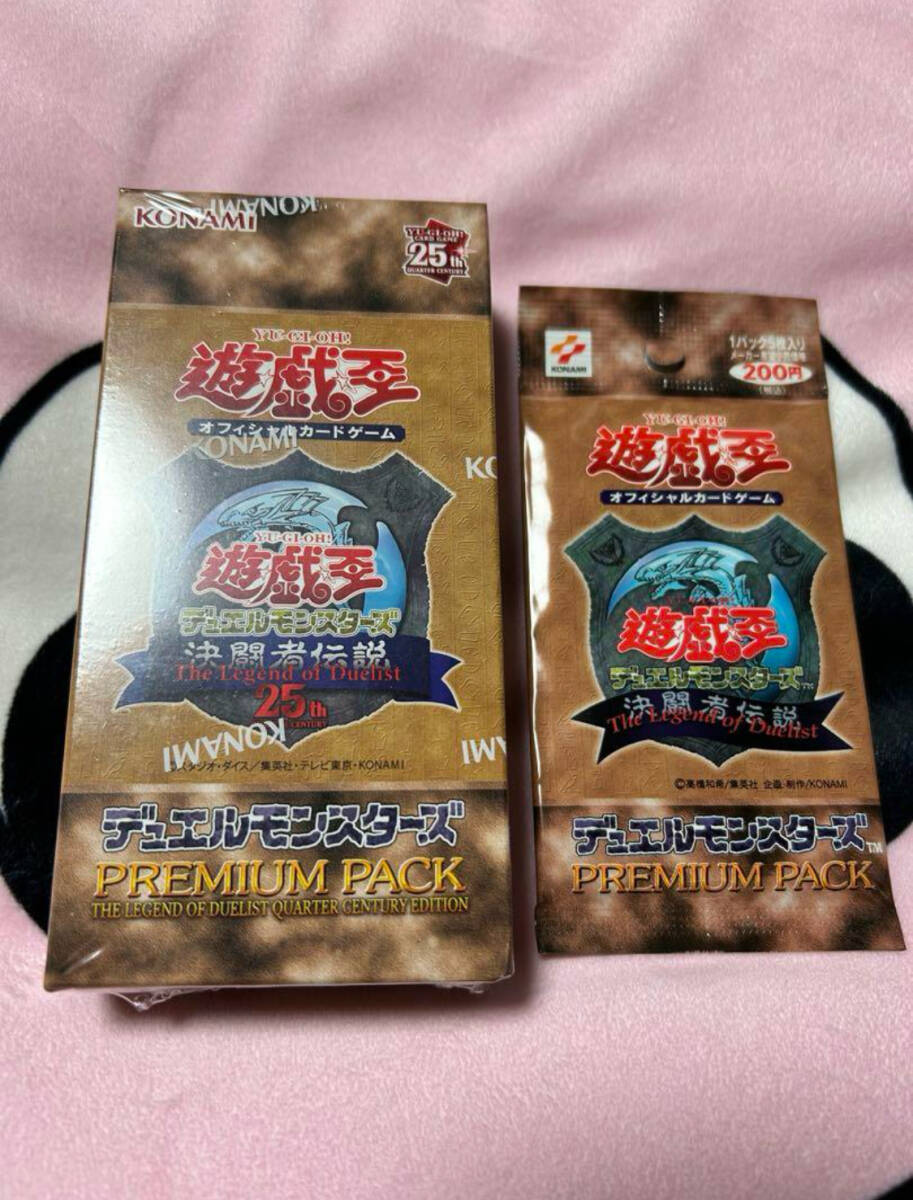 KONAMI
KONAMI
YU-GI-OH!
CARD GAME
25th
QUARTER CENTURY
YU-GI-OH!
遊☆戯☆王
オフィシャルカードゲーム
KONAMI
YU-GI-OH!
遊☆戯☆王
デュエルモンスターズ
決闘者伝説
The Legend of Duelist
25th
KONAMI
スタジオ・ダイス/集英社・テレビ東京・KONAMI
デュエルモンスターズ
PREMIUM PACK
THE LEGEND OF DUELIST QUARTER CENTURY EDITION
KONAMI
1パック5枚入り
200円
YU-GI-OH!
遊☆戯☆王
オフィシャルカードゲーム
遊☆戯☆王
デュエルモンスターズ™
決闘者伝説
The Legend of Duelist
©高橋和希/集英社 企画・制作/KONAMI
デュエルモンスターズ™
PREMIUM PACK